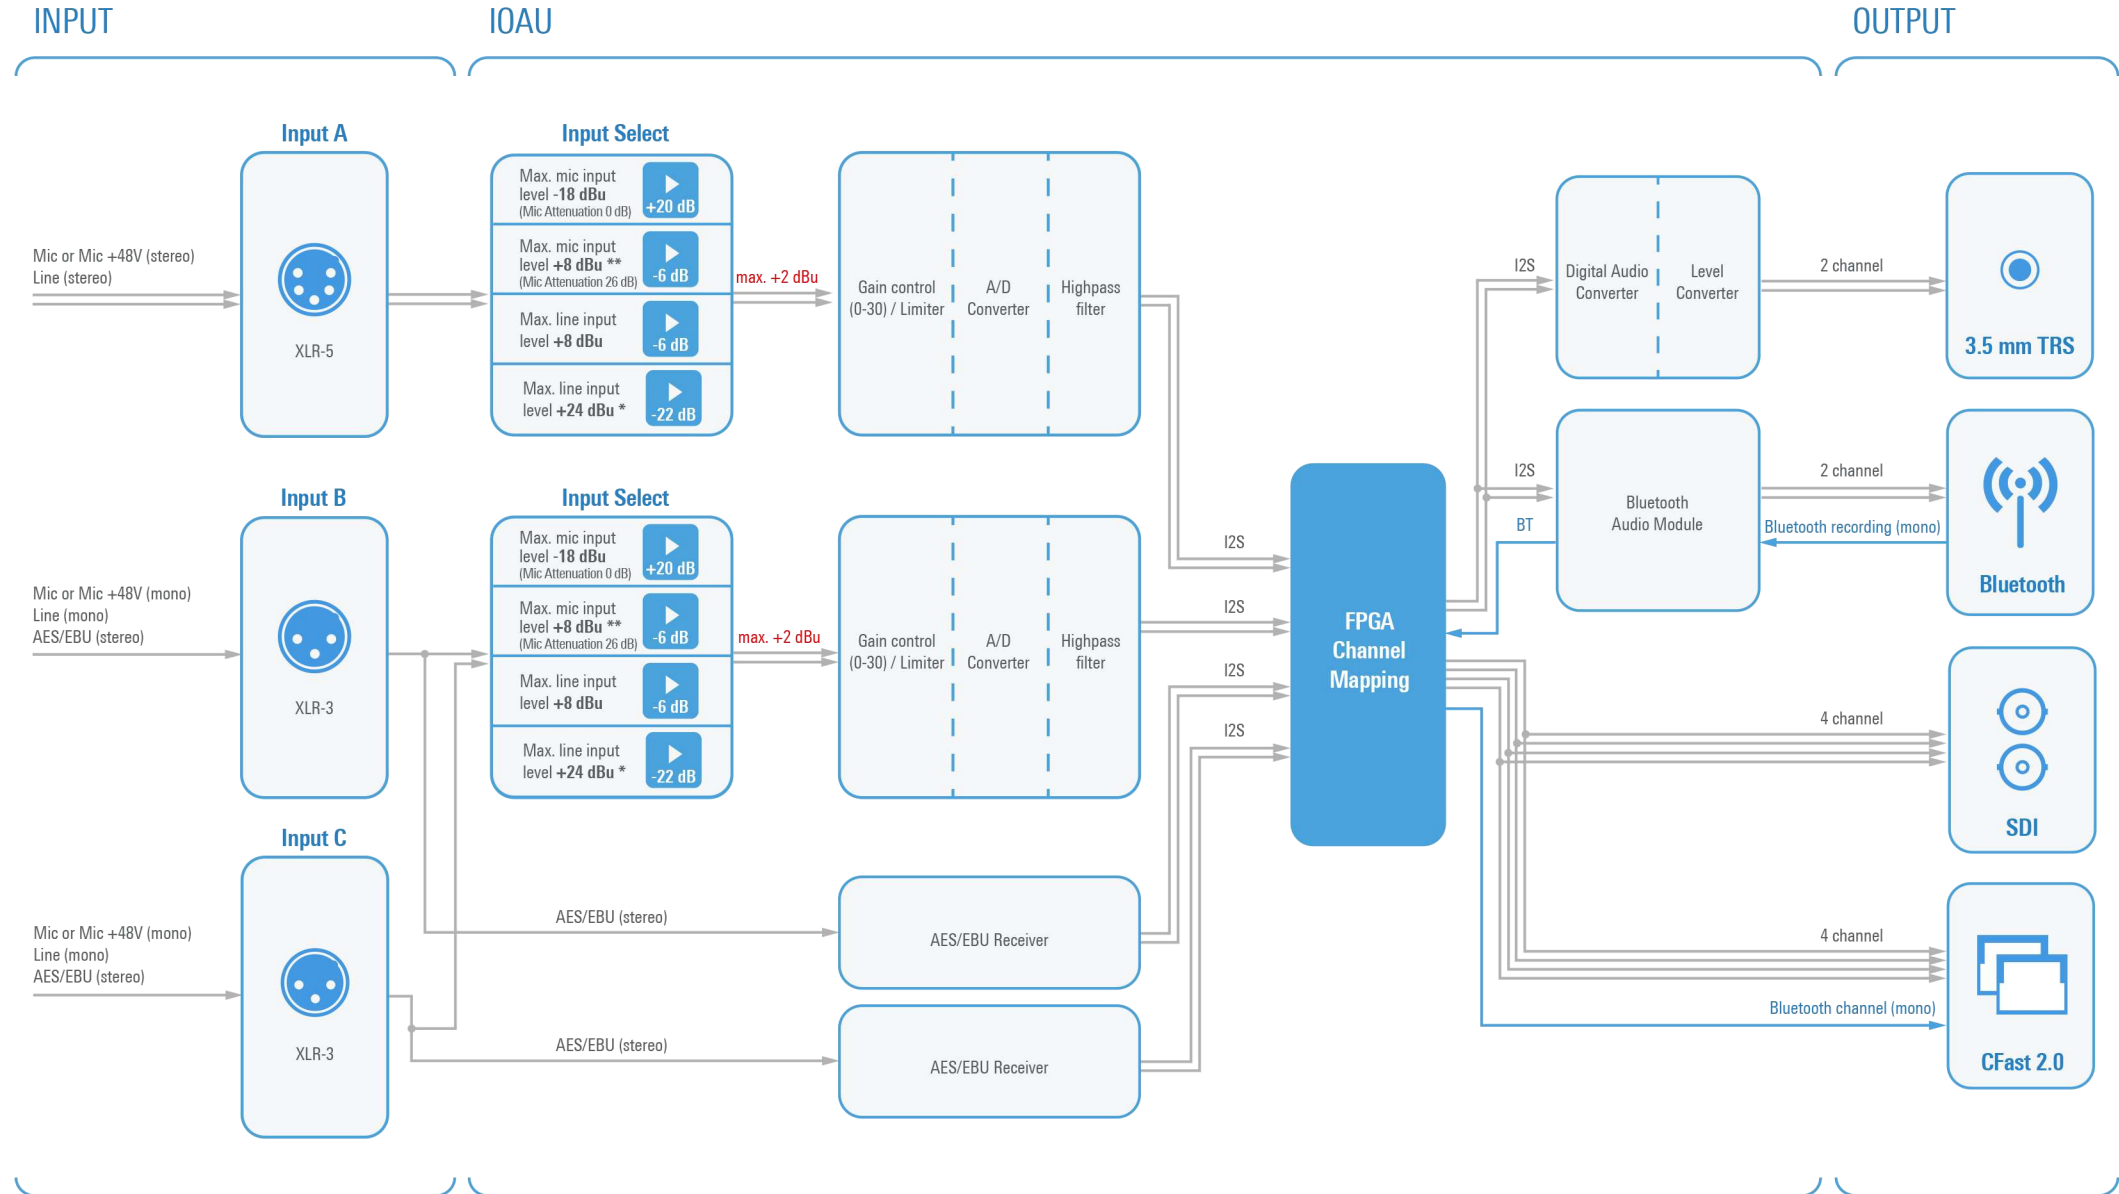 INPUT
IOAU
OUTPUT
Input A
Mic or Mic +48V (stereo)
Line (stereo)
XLR-5
Input Select
Max. mic input
level -18 dBu
(Mic Attenuation 0 dB)
+20 dB
Max. mic input
level +8 dBu **
(Mic Attenuation 26 dB)
-6 dB
Max. line input
level +8 dBu
-6 dB
Max. line input
level +24 dBu *
-22 dB
max. +2 dBu
Gain control
(0-30) / Limiter
A/D
Converter
Highpass
filter
Input B
Mic or Mic +48V (mono)
Line (mono)
AES/EBU (stereo)
XLR-3
Input Select
Max. mic input
level -18 dBu
(Mic Attenuation 0 dB)
+20 dB
Max. mic input
level +8 dBu **
(Mic Attenuation 26 dB)
-6 dB
Max. line input
level +8 dBu
-6 dB
Max. line input
level +24 dBu *
-22 dB
max. +2 dBu
Gain control
(0-30) / Limiter
A/D
Converter
Highpass
filter
Input C
Mic or Mic +48V (mono)
Line (mono)
AES/EBU (stereo)
XLR-3
AES/EBU (stereo)
AES/EBU Receiver
AES/EBU (stereo)
AES/EBU Receiver
I2S
I2S
I2S
I2S
FPGA
Channel
Mapping
I2S
Digital Audio
Converter
Level
Converter
2 channel
3.5 mm TRS
I2S
BT
Bluetooth
Audio Module
2 channel
Bluetooth recording (mono)
Bluetooth
4 channel
SDI
4 channel
Bluetooth channel (mono)
CFast 2.0